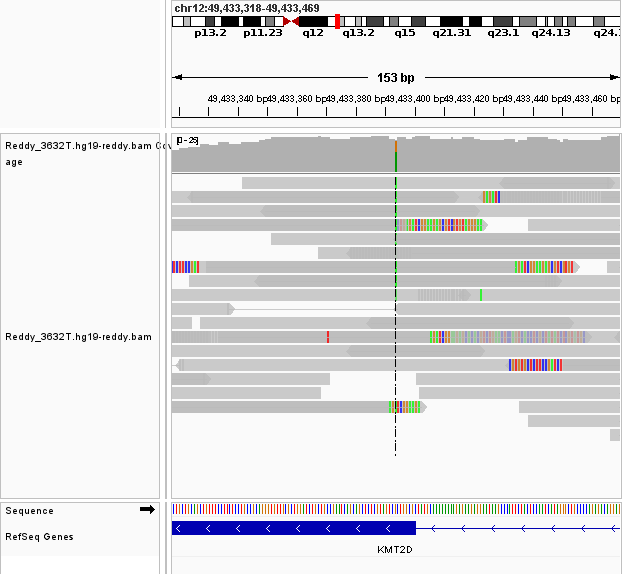 chr12:49,433,318-49,433,469
p13.2 p11.23 q12 q13.2 q15 q21.31 q23.1 q24.13 q24.
153 bp
49,433,340 bp 49,433,360 bp 49,433,380 bp 49,433,400 bp 49,433,420 bp 49,433,440 bp 49,433,460 bp
Reddy_3632T.hg19-reddy.bam Cov
age
[0 - 25]
Reddy_3632T.hg19-reddy.bam
Sequence
RefSeq Genes
KMT2D